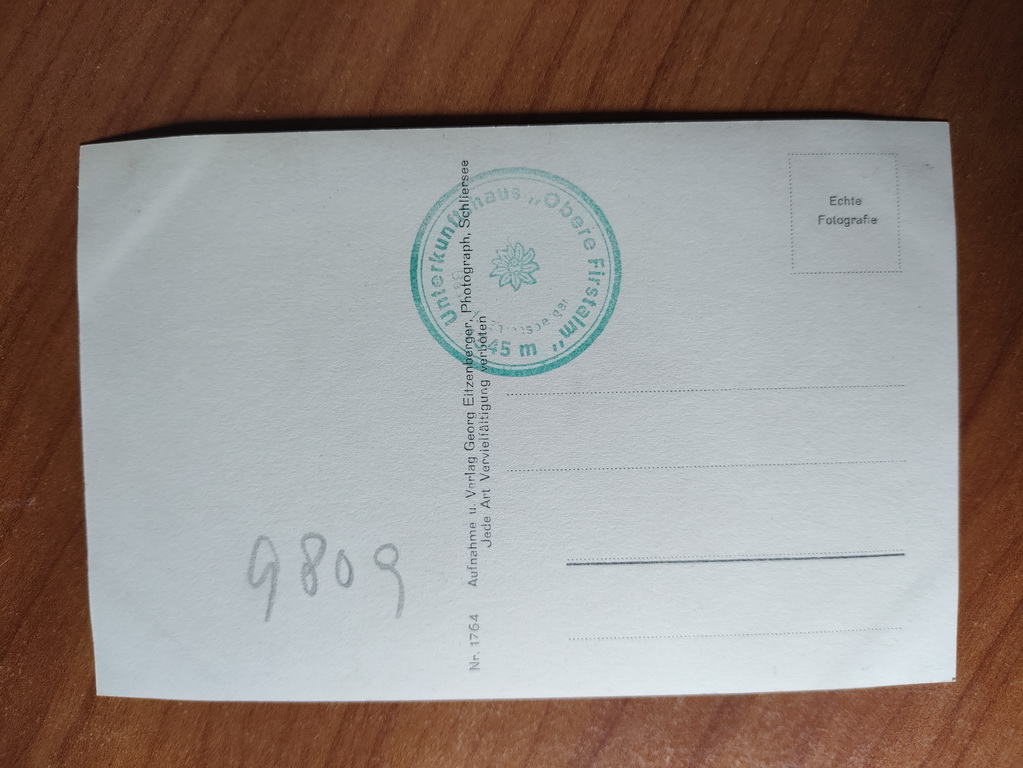 Unterkunftshaus „Obere Firstalm"
45 m
Echte
Fotografie
Nr. 1764 Aufnahme u. Verlag Georg Eitzenberger, Photograph, Schliersee
Jede Art Vervielfältigung verboten
9809